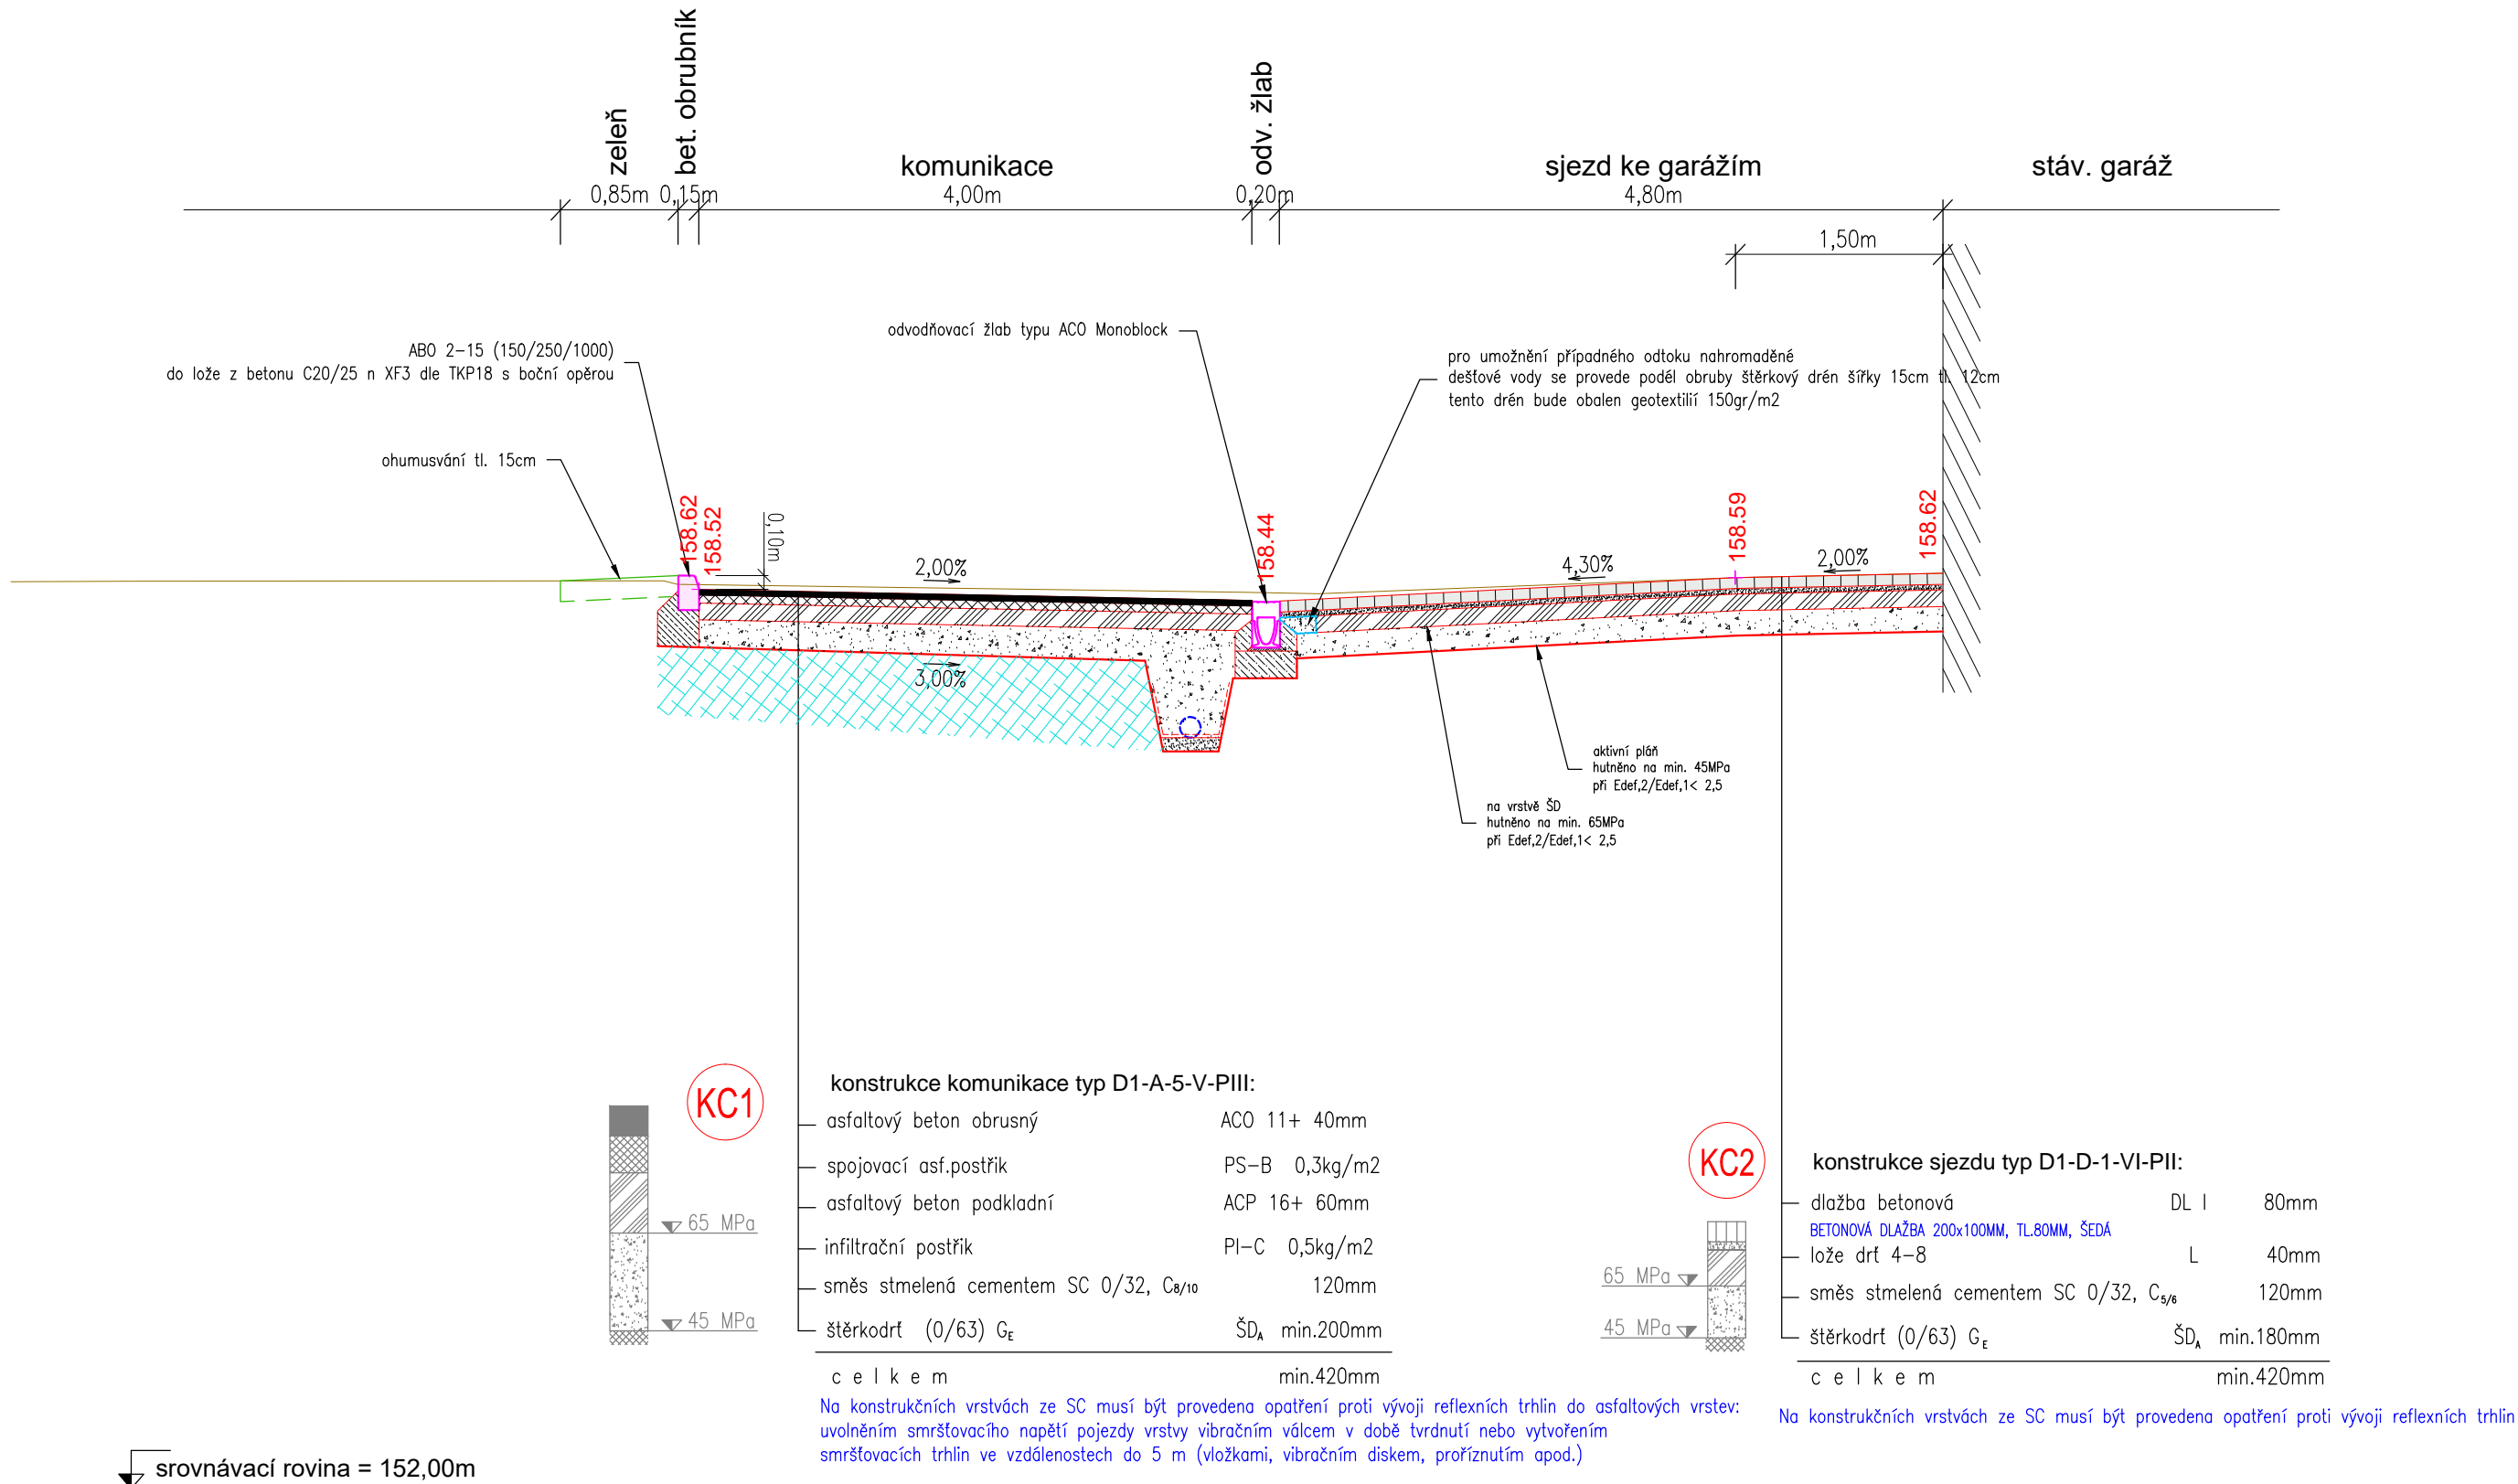 zeleň
bet. obrubník
komunikace
odv. žlab
sjezd ke garážím
stáv. garáž
0,85m
0,15m
4,00m
0,20m
4,80m
1,50m
ABO 2-15 (150/250/1000)
do lože z betonu C20/25 n XF3 dle TKP18 s boční opěrou
odvodňovací žlab typu ACO Monoblock
pro umožnění případného odtoku nahromaděné
dešťové vody se provede podél obruby štěrkový drén šířky 15cm tl. 12cm
tento drén bude obalen geotextilií 150gr/m2
ohumusvání tl. 15cm
158.62
158.52
0,10m
2,00%
158.44
4,30%
158.59
2,00%
158.62
3,00%
aktivní pláň
hutněno na min. 45MPa
při Edef,2/Edef,1< 2,5
na vrstvě ŠD
hutněno na min. 65MPa
při Edef,2/Edef,1< 2,5
KC1
konstrukce komunikace typ D1-A-5-V-PIII:
asfaltový beton obrusný ACO 11+ 40mm
spojovací asf.postřik PS-B 0,3kg/m2
asfaltový beton podkladní ACP 16+ 60mm
infiltrační postřik PI-C 0,5kg/m2
směs stmelená cementem SC 0/32, C8/10 120mm
štěrkodrť (0/63) GE ŠDA min.200mm
celkem min.420mm
65 MPa
45 MPa
Na konstrukčních vrstvách ze SC musí být provedena opatření proti vývoji reflexních trhlin do asfaltových vrstev:
uvolněním smršťovacího napětí pojezdy vrstvy vibračním válcem v době tvrdnutí nebo vytvořením
smršťovacích trhlin ve vzdálenostech do 5 m (vložkami, vibračním diskem, proříznutím apod.)
KC2
konstrukce sjezdu typ D1-D-1-VI-PII:
dlažba betonová DL I 80mm
BETONOVÁ DLAŽBA 200x100MM, TL.80MM, ŠEDÁ
lože drť 4-8 L 40mm
směs stmelená cementem SC 0/32, C5/6 120mm
štěrkodrť (0/63) GE ŠDA min.180mm
celkem min.420mm
65 MPa
45 MPa
Na konstrukčních vrstvách ze SC musí být provedena opatření proti vývoji reflexních trhlin
srovnávací rovina = 152,00m